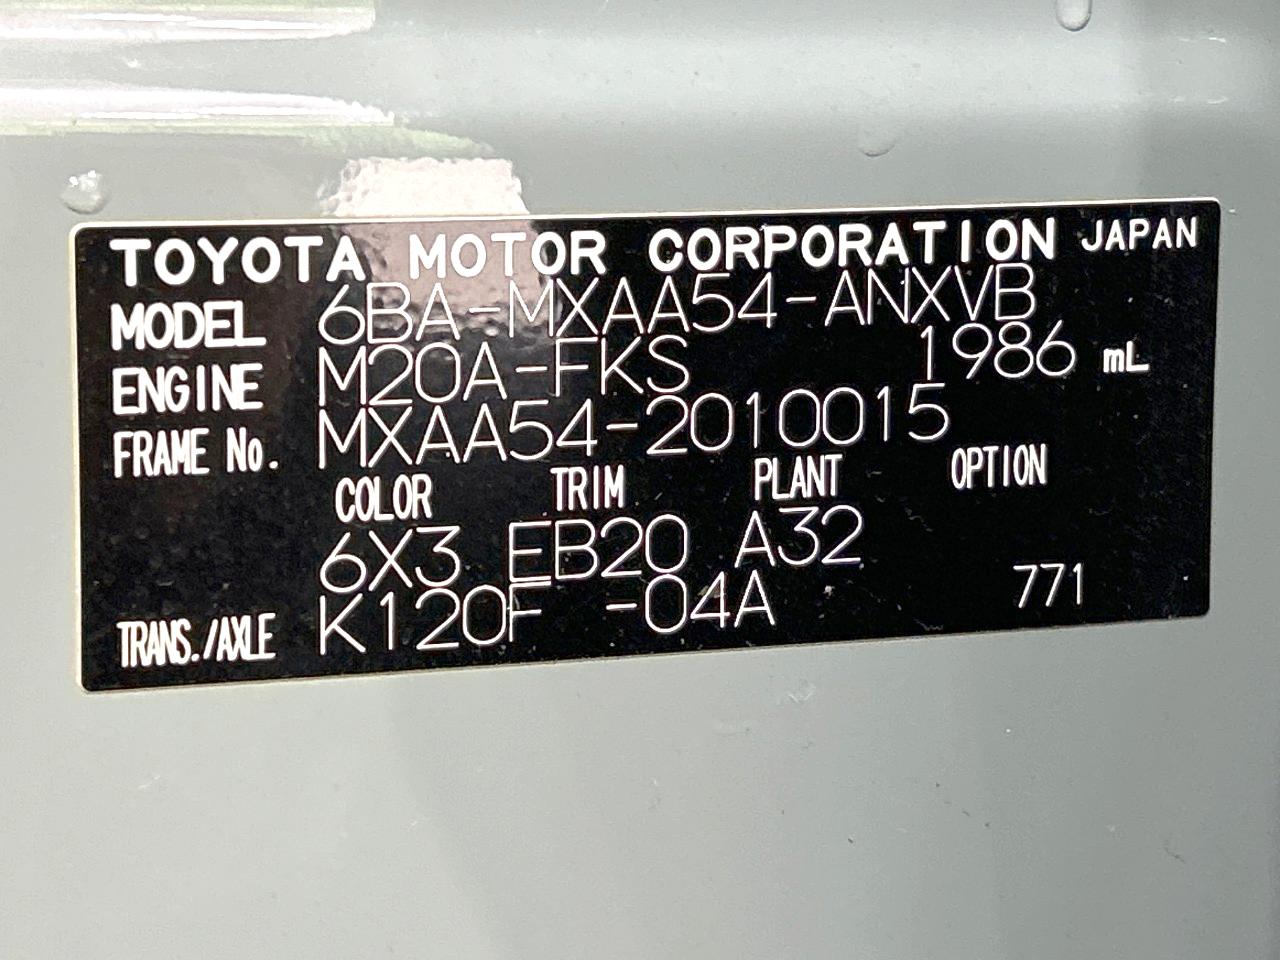 TOYOTA MOTOR CORPORATION JAPAN
MODEL 6BA-MXAA54-ANXVB
ENGINE M20A-FKS 1986 mL
FRAME No. MXAA54-2010015
COLOR TRIM PLANT OPTION
6X3 EB20 A32
TRANS./AXLE K120F -04A 771